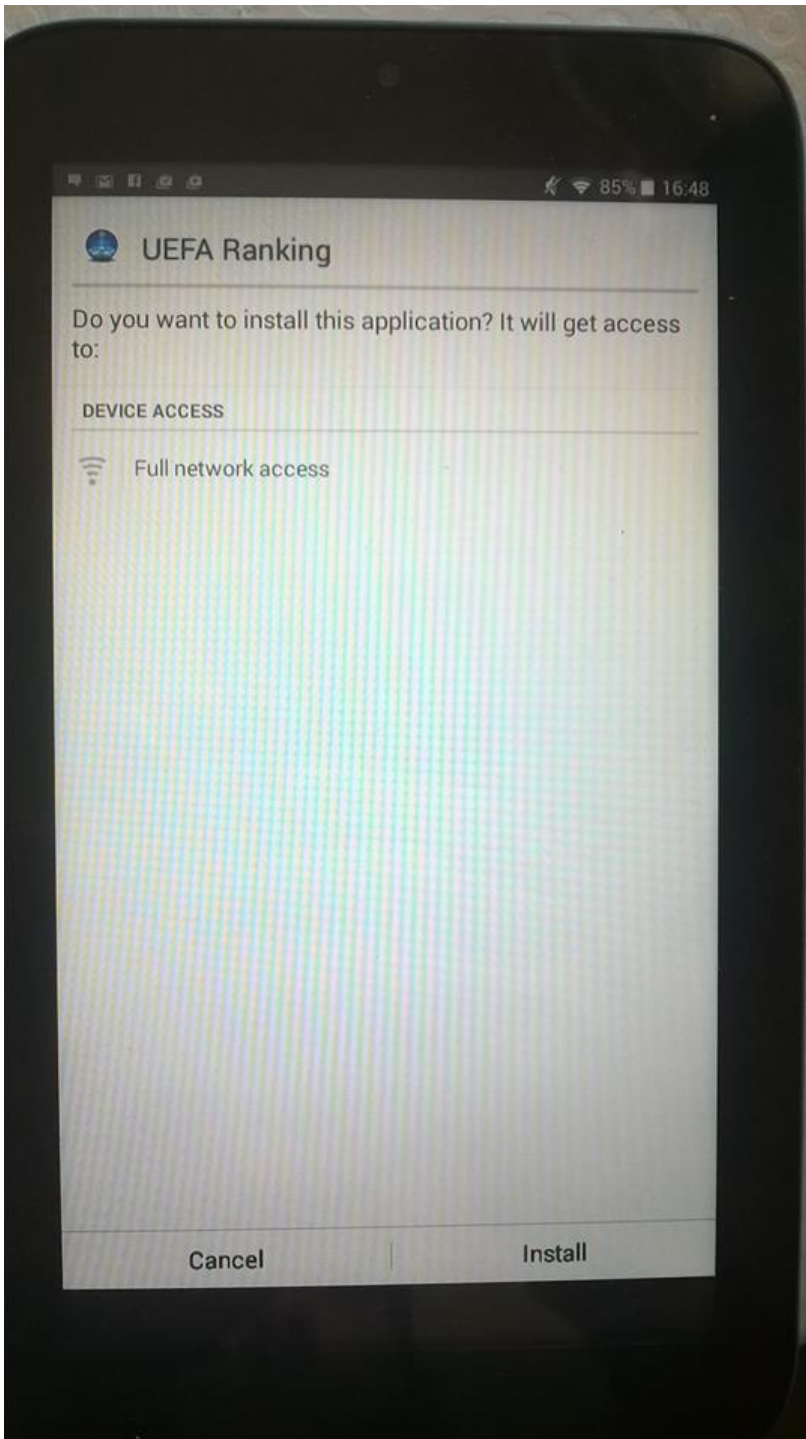 85% 16:48
UEFA Ranking
Do you want to install this application? It will get access
to:
DEVICE ACCESS
Full network access
Cancel Install